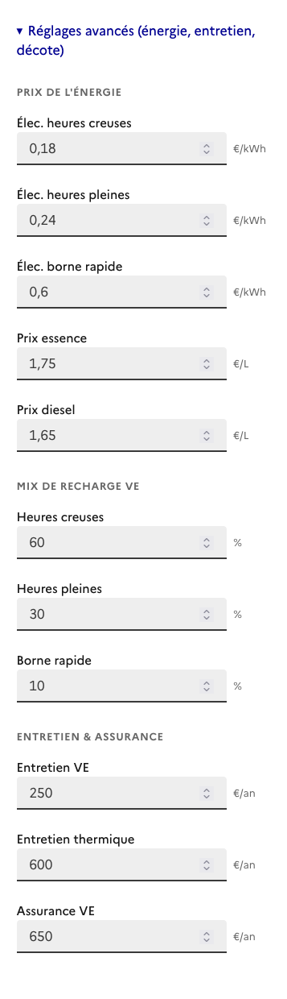 ▾ Réglages avancés (énergie, entretien,
décote)
PRIX DE L'ÉNERGIE
Élec. heures creuses
0,18 €/kWh
Élec. heures pleines
0,24 €/kWh
Élec. borne rapide
0,6 €/kWh
Prix essence
1,75 €/L
Prix diesel
1,65 €/L
MIX DE RECHARGE VE
Heures creuses
60 %
Heures pleines
30 %
Borne rapide
10 %
ENTRETIEN & ASSURANCE
Entretien VE
250 €/an
Entretien thermique
600 €/an
Assurance VE
650 €/an